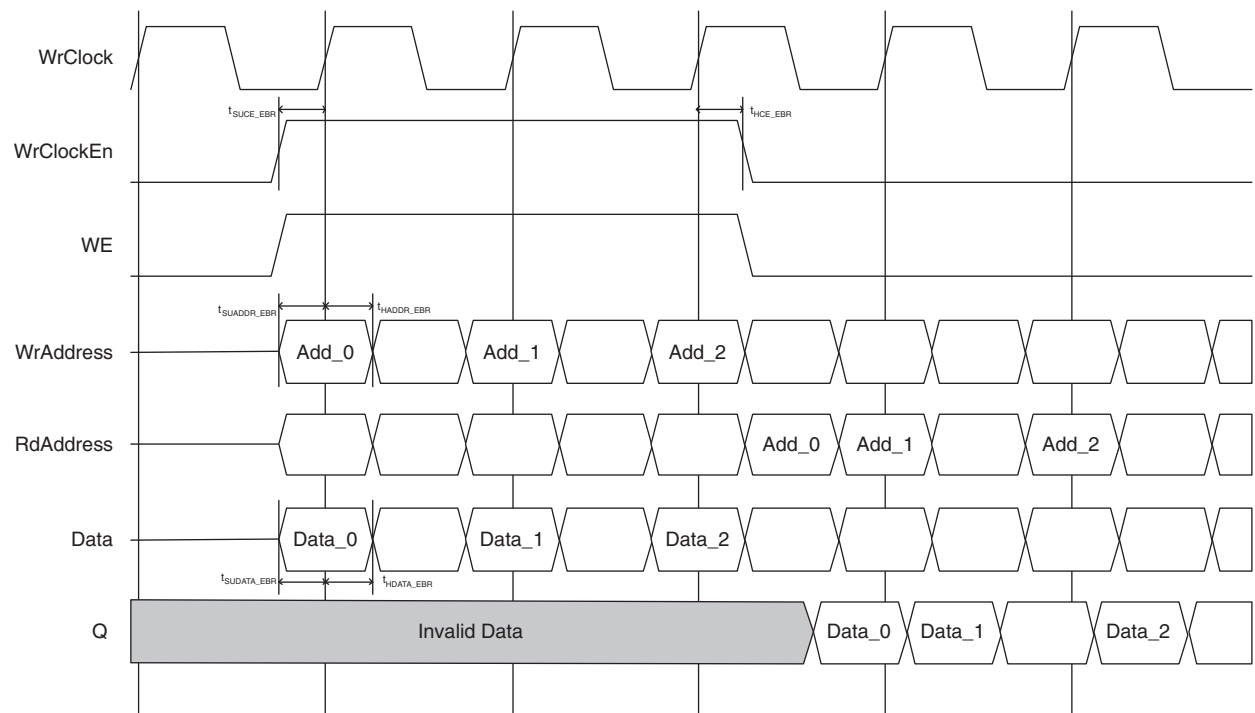 WrClock
tSUCE_EBR
tHCE_EBR
WrClockEn
WE
tSUADDR_EBR
tHADDR_EBR
WrAddress
Add_0
Add_1
Add_2
RdAddress
Add_0
Add_1
Add_2
Data
Data_0
Data_1
Data_2
tSUDATA_EBR
tHDATA_EBR
Q
Invalid Data
Data_0
Data_1
Data_2